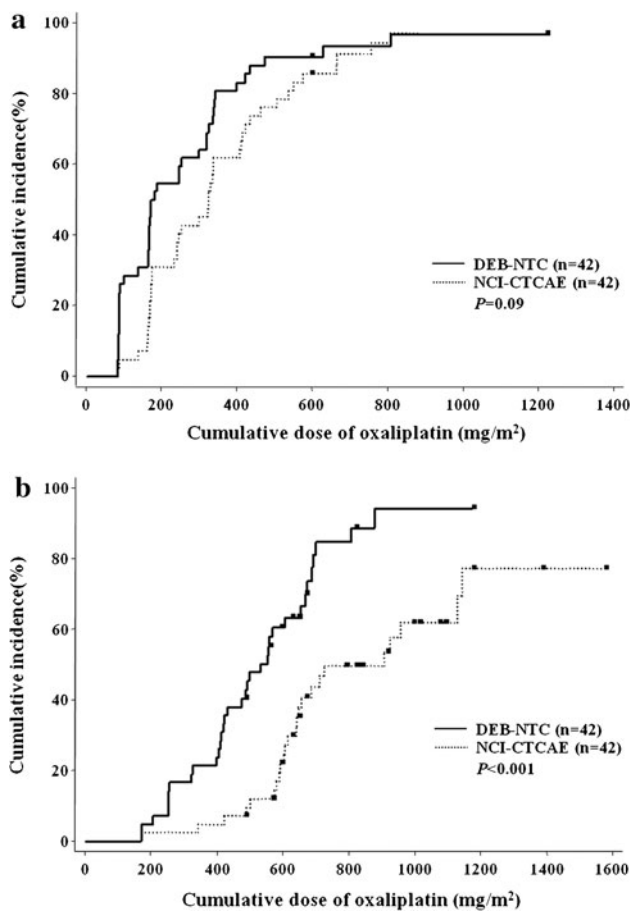 a
100
80
60
40
20
0
Cumulative incidence(%)
DEB-NTC (n=42)
NCI-CTCAE (n=42)
P=0.09
0 200 400 600 800 1000 1200 1400
Cumulative dose of oxaliplatin (mg/m²)
b
100
80
60
40
20
0
Cumulative incidence(%)
DEB-NTC (n=42)
NCI-CTCAE (n=42)
P<0.001
0 200 400 600 800 1000 1200 1400 1600
Cumulative dose of oxaliplatin (mg/m²)